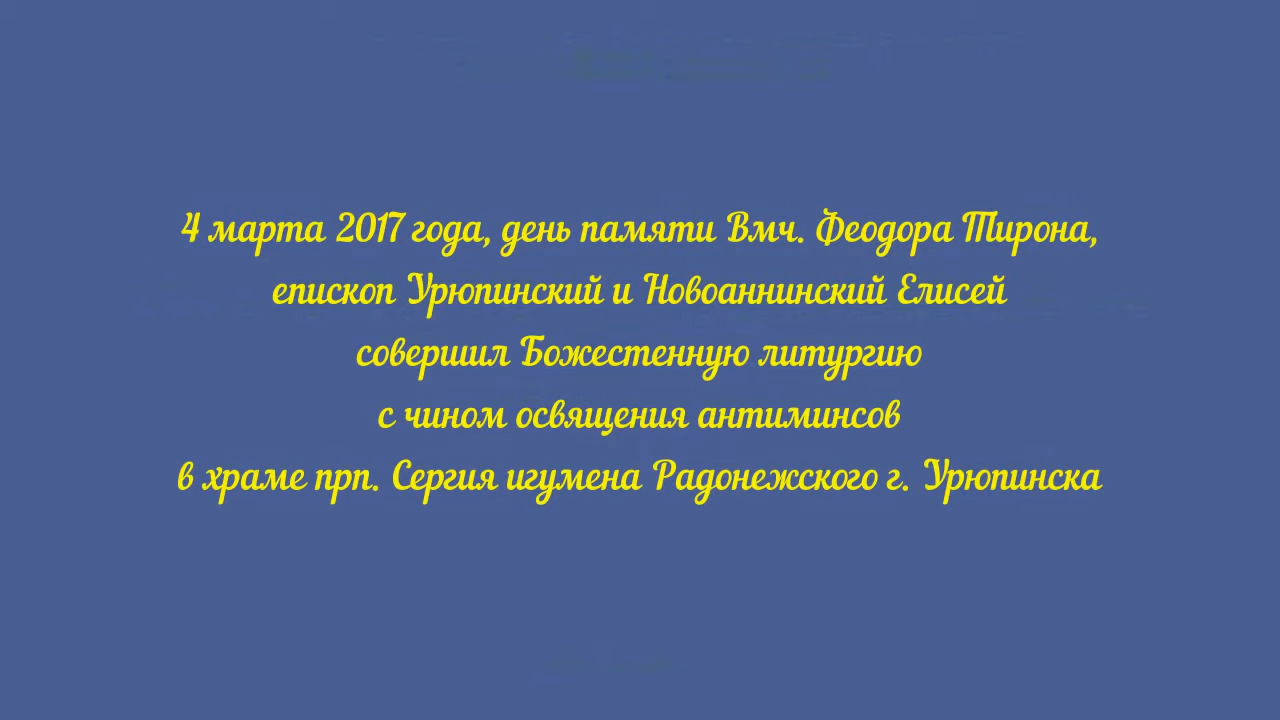 4 марта 2017 года, день памяти Вмч. Феодора Тирона,
епископ Урюпинский и Новоаннинский Елисей
совершил Божестенную литургию
с чином освящения антиминсов
в храме прп. Сергия игумена Радонежского г. Урюпинска